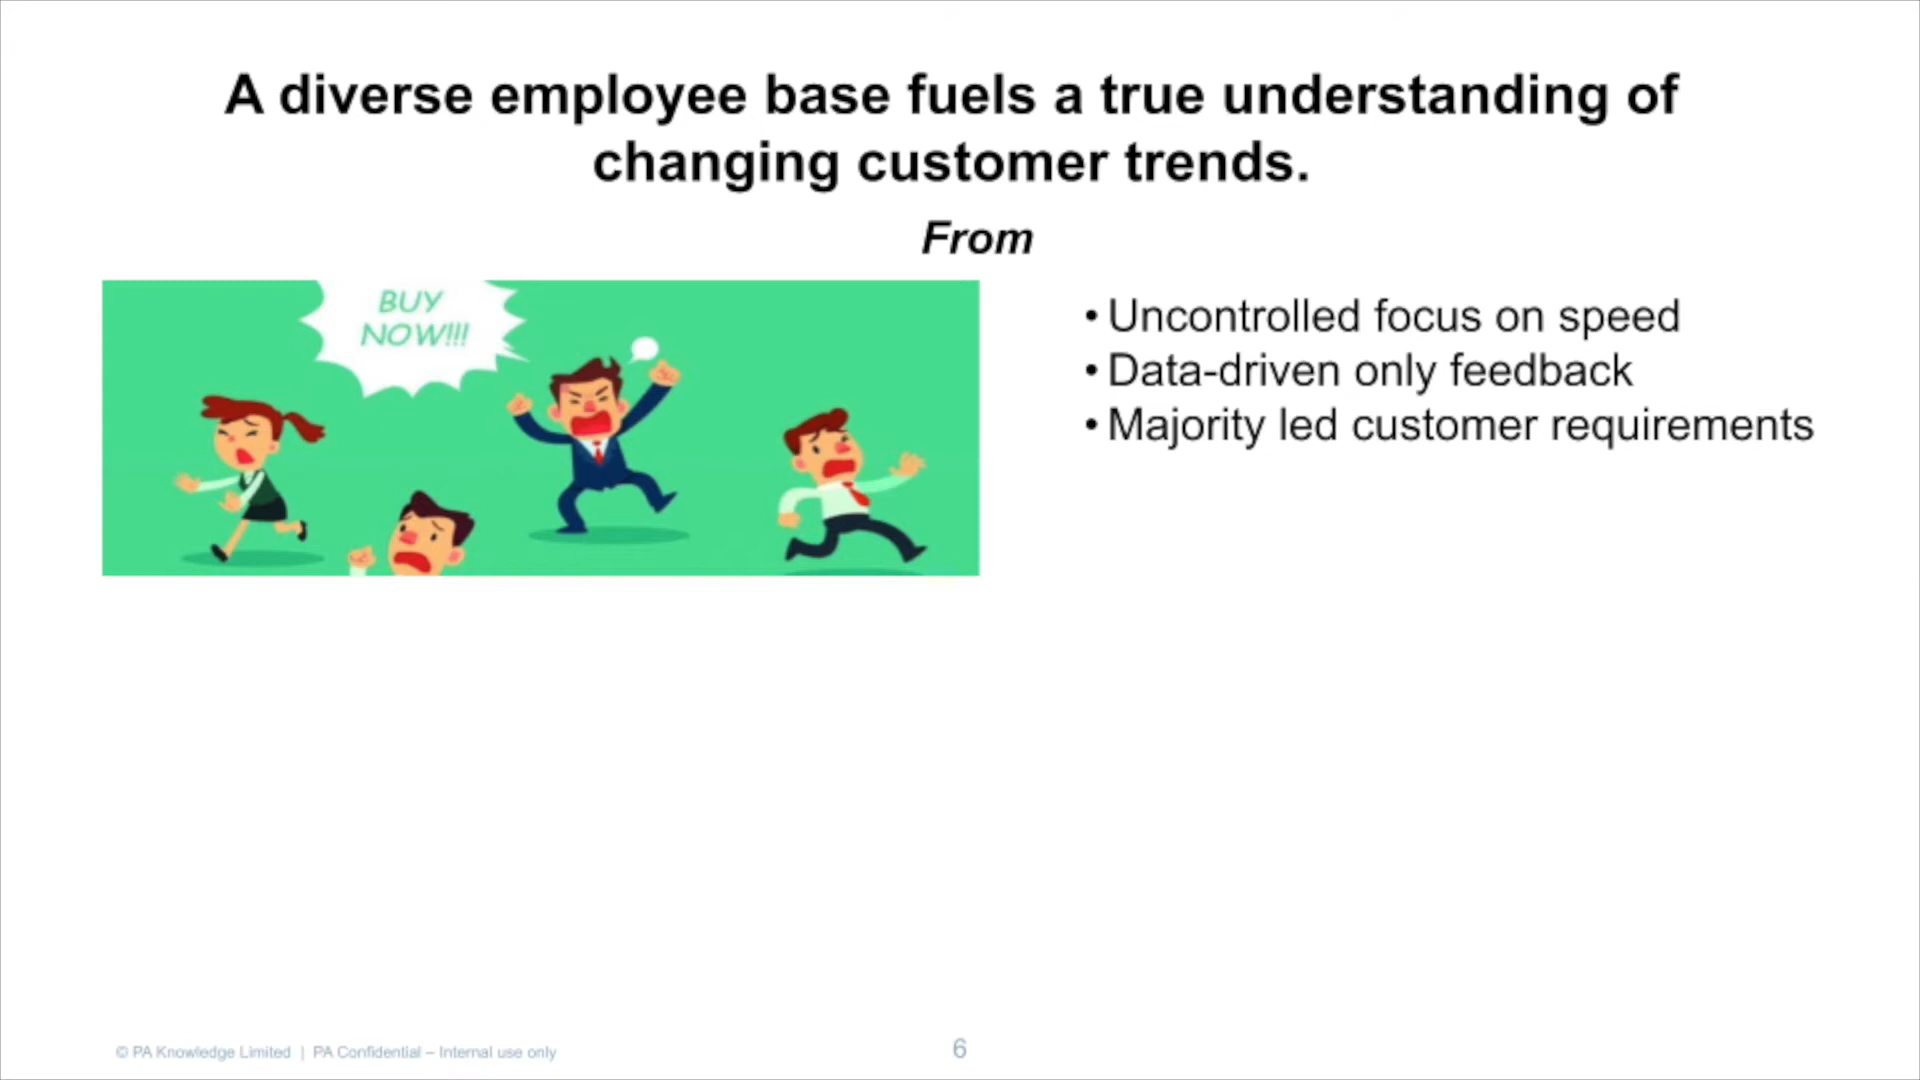 A diverse employee base fuels a true understanding of
changing customer trends.
From
BUY
NOW!!!
• Uncontrolled focus on speed
• Data-driven only feedback
• Majority led customer requirements
© PA Knowledge Limited | PA Confidential – Internal use only
6